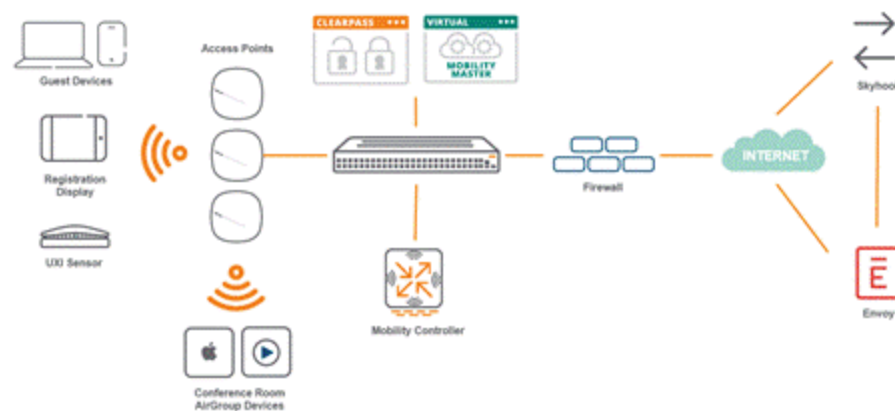 CLEARPASS
VIRTUAL
MOBILITY
MASTER
Access Points
Guest Devices
Registration
Display
UXI Sensor
Firewall
INTERNET
Skyhoo
Envoy
Mobility Controller
Conference Room
AirGroup Devices